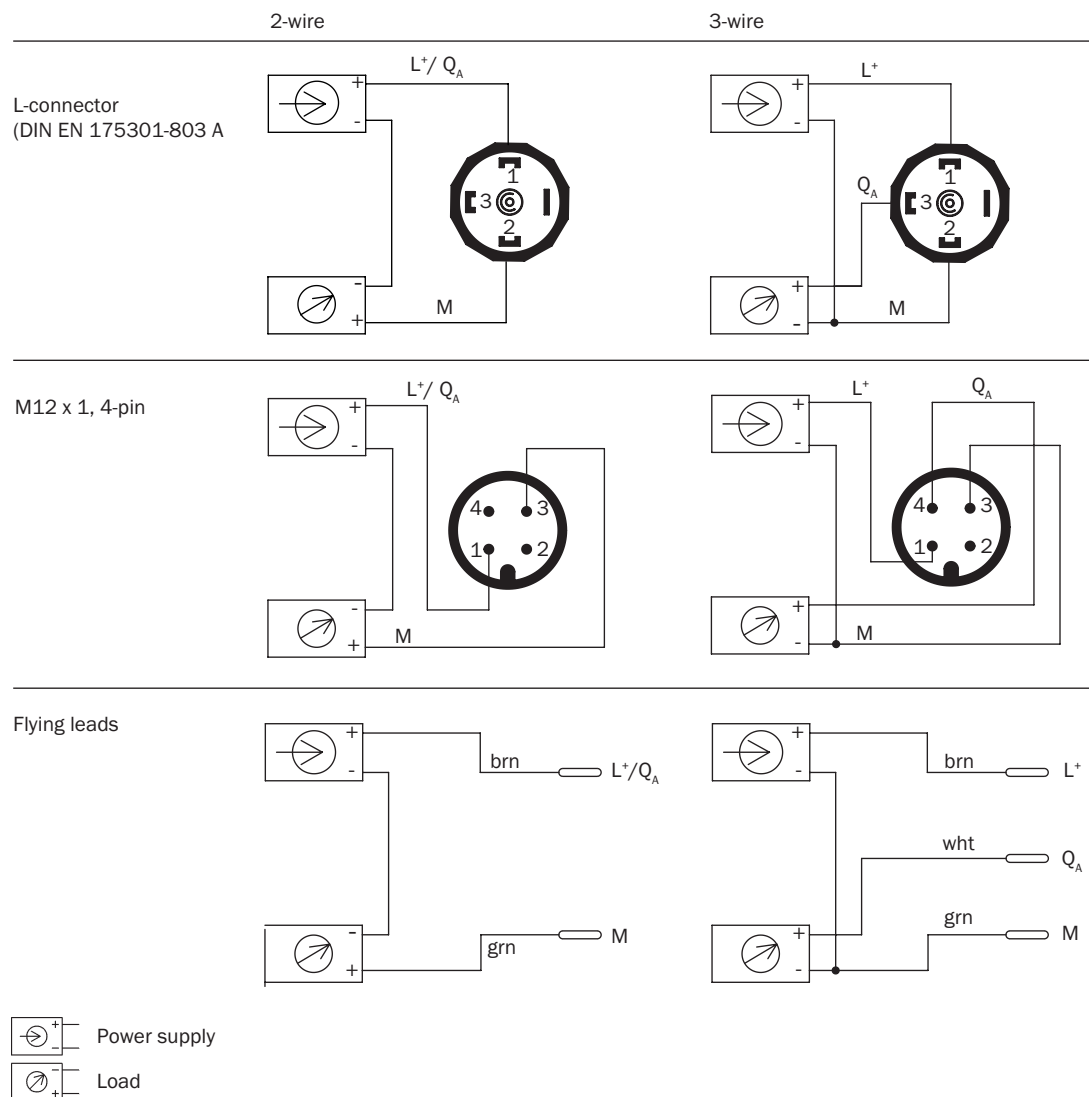 2-wire 3-wire
L-connector
(DIN EN 175301-803 A
L⁺/ Q_A
+
-
1
3
2
-
+
M
L⁺
+
-
Q_A
1
3
2
+
-
M
M12 x 1, 4-pin
L⁺/ Q_A
+
-
4 3
1 2
-
+
M
L⁺ Q_A
+
-
4 3
1 2
+
-
M
Flying leads
+
-
brn L⁺/Q_A
-
+
grn M
+
-
brn L⁺
wht Q_A
+
-
grn M
+
-
Power supply
-
+
Load